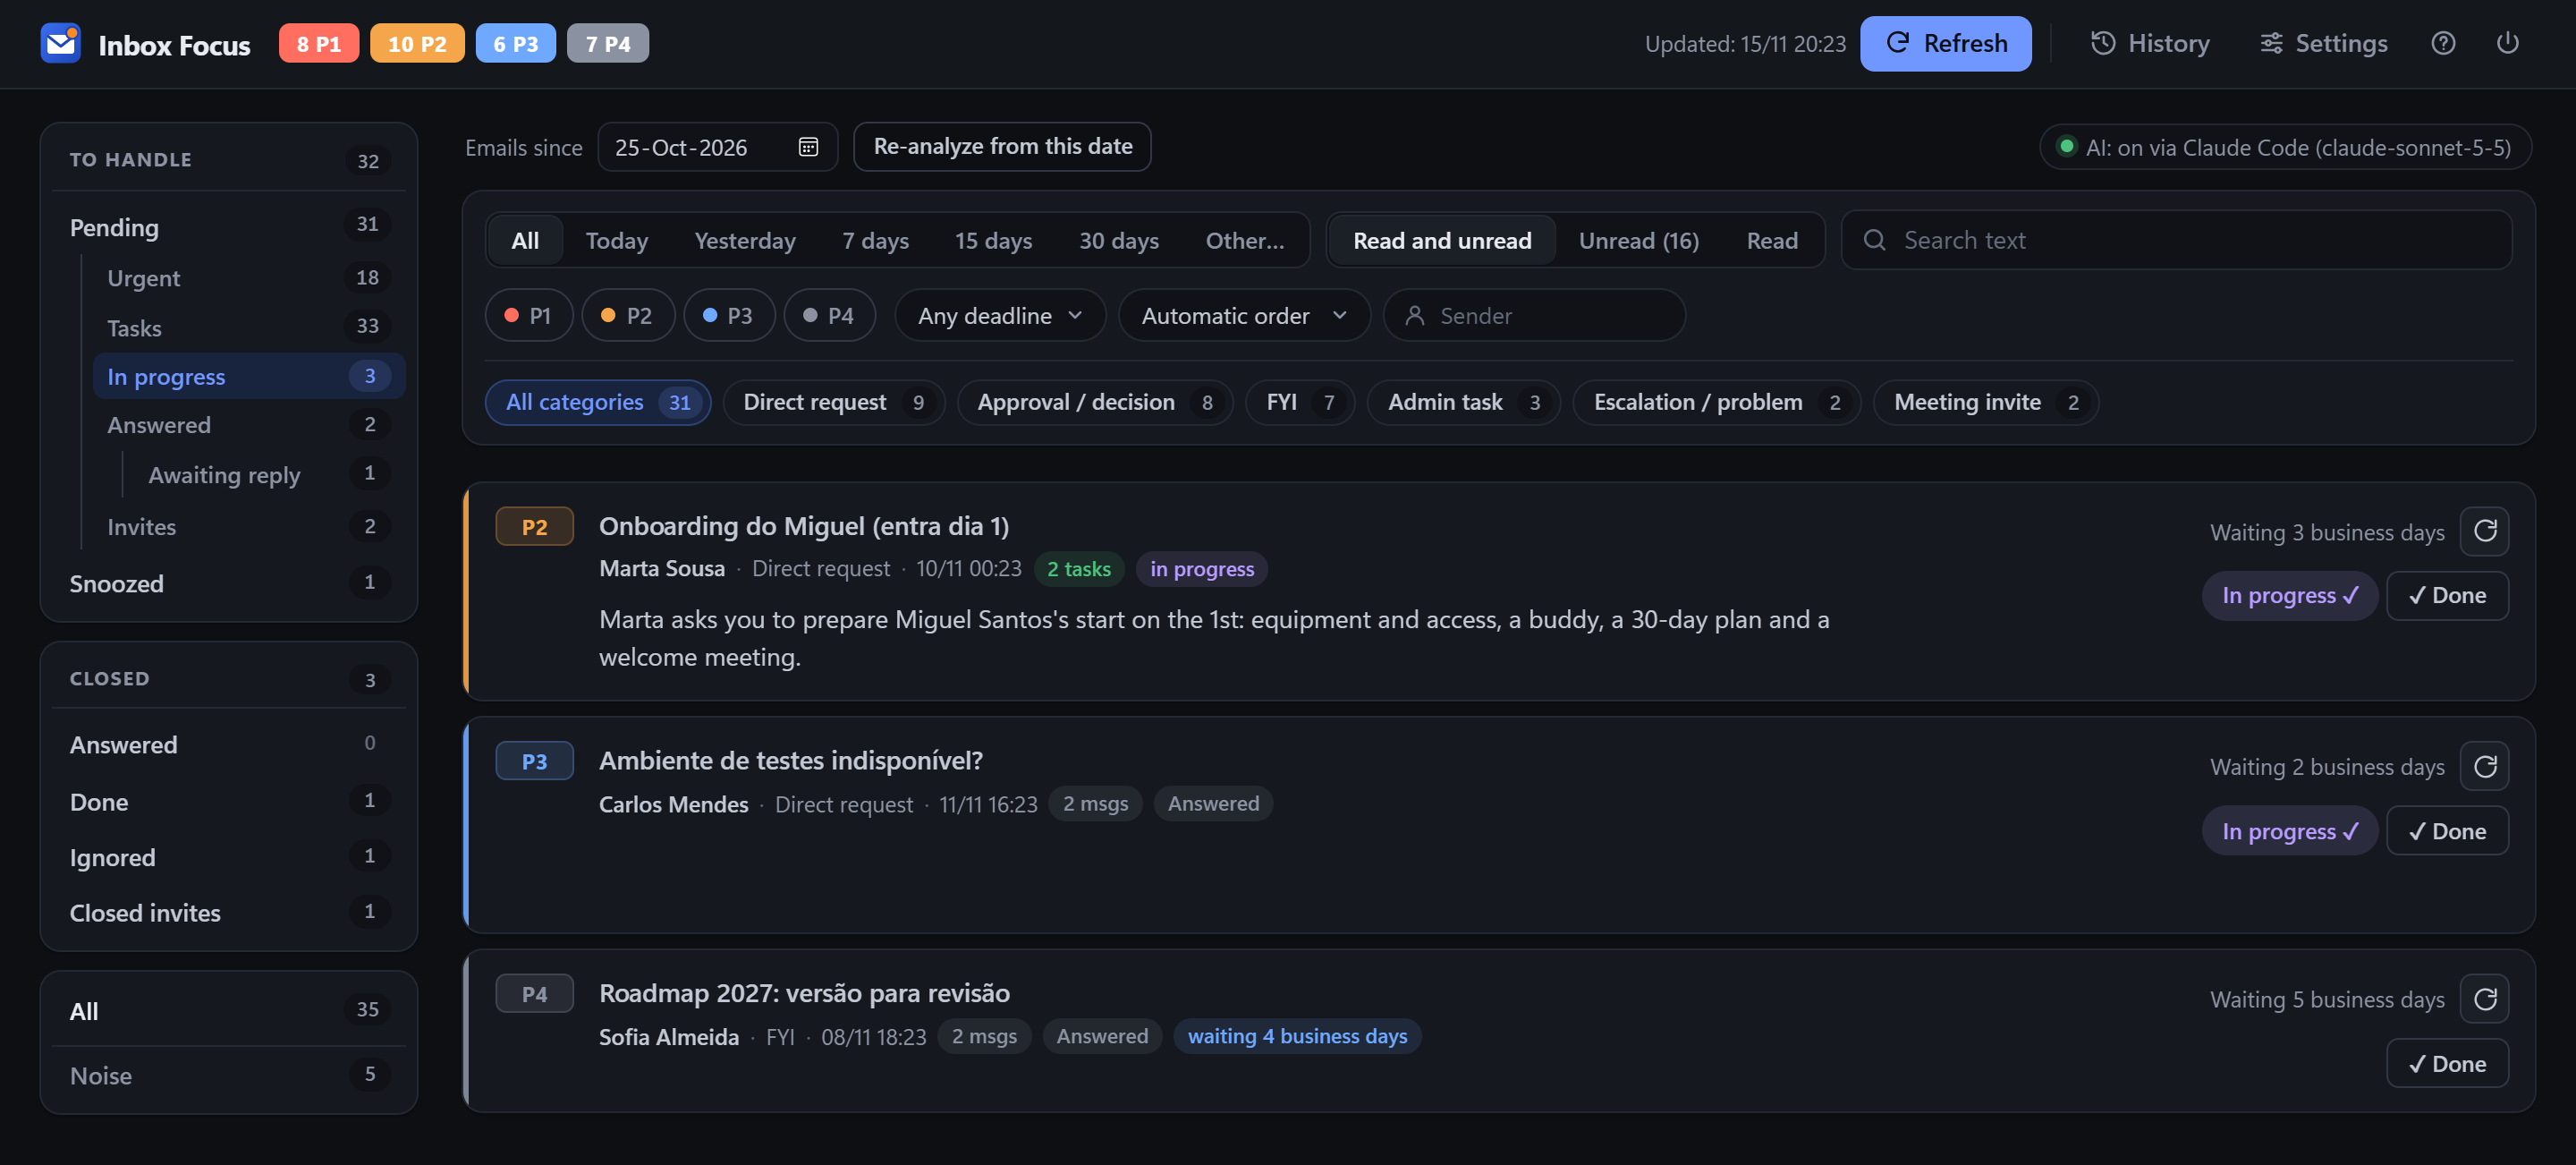 Inbox Focus 8 P1 10 P2 6 P3 7 P4 Updated: 15/11 20:23 Refresh History Settings
TO HANDLE 32
Pending 31
Urgent 18
Tasks 33
In progress 3
Answered 2
Awaiting reply 1
Invites 2
Snoozed 1
CLOSED 3
Answered 0
Done 1
Ignored 1
Closed invites 1
All 35
Noise 5
Emails since 25-Oct-2026 Re-analyze from this date AI: on via Claude Code (claude-sonnet-5-5)
All Today Yesterday 7 days 15 days 30 days Other... Read and unread Unread (16) Read Search text
P1 P2 P3 P4 Any deadline Automatic order Sender
All categories 31 Direct request 9 Approval / decision 8 FYI 7 Admin task 3 Escalation / problem 2 Meeting invite 2
P2 Onboarding do Miguel (entra dia 1) Waiting 3 business days
Marta Sousa · Direct request · 10/11 00:23 2 tasks in progress In progress ✓ ✓ Done
Marta asks you to prepare Miguel Santos's start on the 1st: equipment and access, a buddy, a 30-day plan and a
welcome meeting.
P3 Ambiente de testes indisponível? Waiting 2 business days
Carlos Mendes · Direct request · 11/11 16:23 2 msgs Answered In progress ✓ ✓ Done
P4 Roadmap 2027: versão para revisão Waiting 5 business days
Sofia Almeida · FYI · 08/11 18:23 2 msgs Answered waiting 4 business days ✓ Done